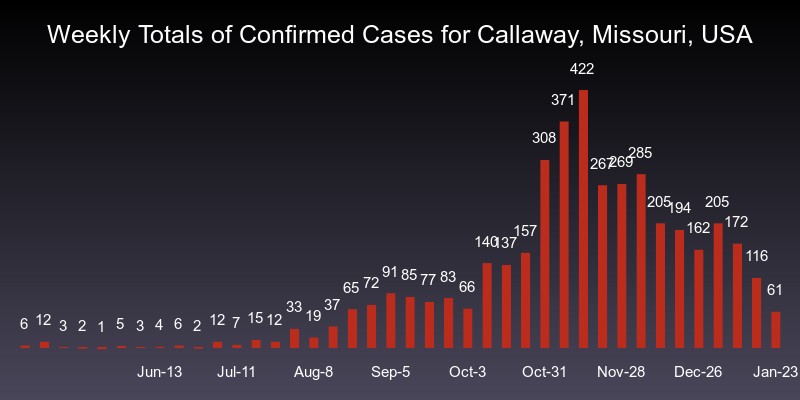 Weekly Totals of Confirmed Cases for Callaway, Missouri, USA
6 12 3 2 1 5 3 4 6 2 12 7 15 12 33 19 37 65 72 91 85 77 83 66 140 137 157 308 371 422 267 269 285 205 194 162 205 172 116 61
Jun-13 Jul-11 Aug-8 Sep-5 Oct-3 Oct-31 Nov-28 Dec-26 Jan-23